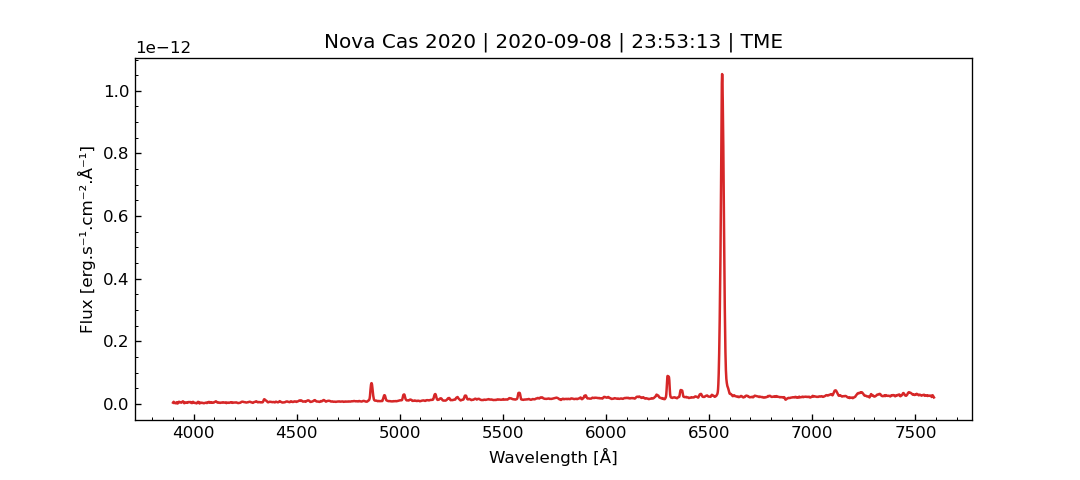 Nova Cas 2020 | 2020-09-08 | 23:53:13 | TME
1e−12
1.0
0.8
0.6
0.4
0.2
0.0
Flux [erg.s⁻¹.cm⁻².Å⁻¹]
4000 4500 5000 5500 6000 6500 7000 7500
Wavelength [Å]